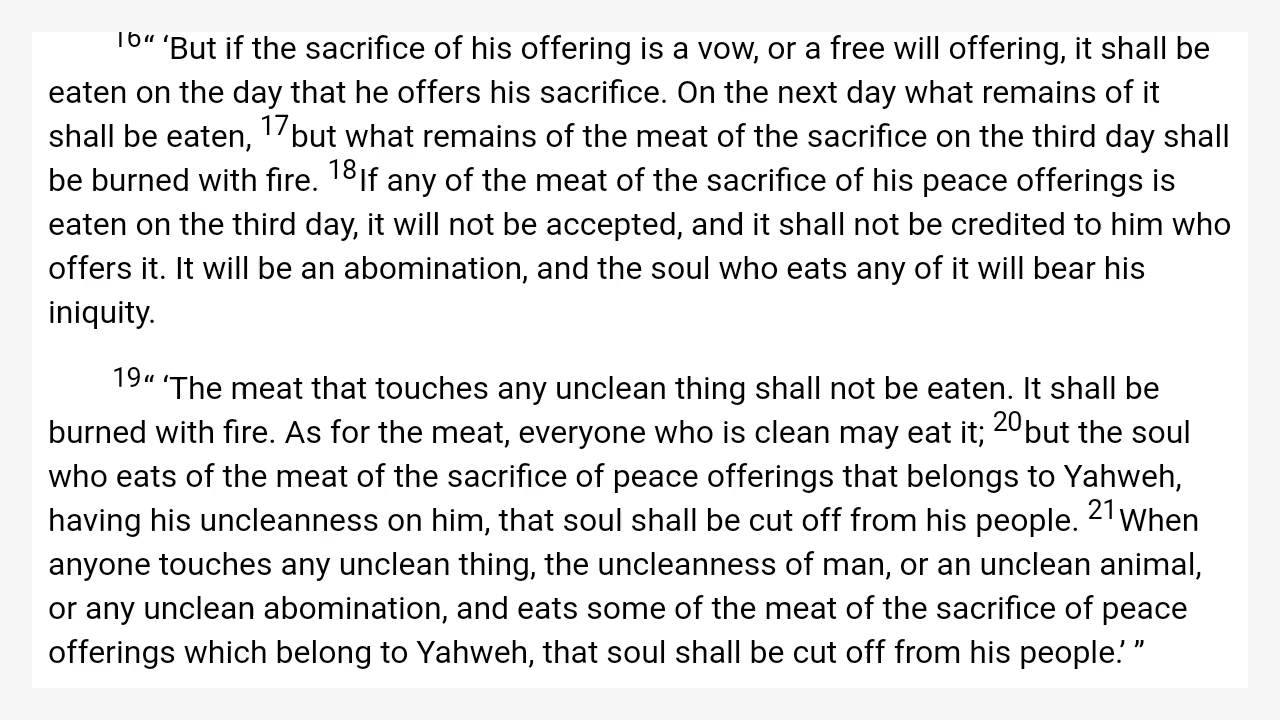 16“ ‘But if the sacrifice of his offering is a vow, or a free will offering, it shall be
eaten on the day that he offers his sacrifice. On the next day what remains of it
shall be eaten, 17but what remains of the meat of the sacrifice on the third day shall
be burned with fire. 18If any of the meat of the sacrifice of his peace offerings is
eaten on the third day, it will not be accepted, and it shall not be credited to him who
offers it. It will be an abomination, and the soul who eats any of it will bear his
iniquity.
19“ ‘The meat that touches any unclean thing shall not be eaten. It shall be
burned with fire. As for the meat, everyone who is clean may eat it; 20but the soul
who eats of the meat of the sacrifice of peace offerings that belongs to Yahweh,
having his uncleanness on him, that soul shall be cut off from his people. 21When
anyone touches any unclean thing, the uncleanness of man, or an unclean animal,
or any unclean abomination, and eats some of the meat of the sacrifice of peace
offerings which belong to Yahweh, that soul shall be cut off from his people.’ ”